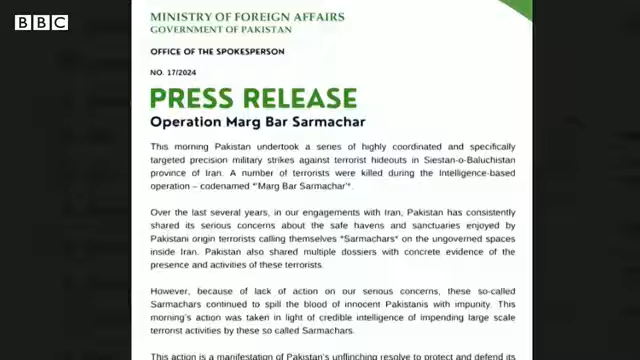 BBC
MINISTRY OF FOREIGN AFFAIRS
GOVERNMENT OF PAKISTAN
OFFICE OF THE SPOKESPERSON
NO. 17/2024
PRESS RELEASE
Operation Marg Bar Sarmachar
This morning Pakistan undertook a series of highly coordinated and specifically
targeted precision military strikes against terrorist hideouts in Siestan-o-Baluchistan
province of Iran. A number of terrorists were killed during the Intelligence-based
operation – codenamed *'Marg Bar Sarmachar'*.
Over the last several years, in our engagements with Iran, Pakistan has consistently
shared its serious concerns about the safe havens and sanctuaries enjoyed by
Pakistani origin terrorists calling themselves *Sarmachars* on the ungoverned spaces
inside Iran. Pakistan also shared multiple dossiers with concrete evidence of the
presence and activities of these terrorists.
However, because of lack of action on our serious concerns, these so-called
Sarmachars continued to spill the blood of innocent Pakistanis with impunity. This
morning's action was taken in light of credible intelligence of impending large scale
terrorist activities by these so called Sarmachars.
This action is a manifestation of Pakistan's unflinching resolve to protect and defend its